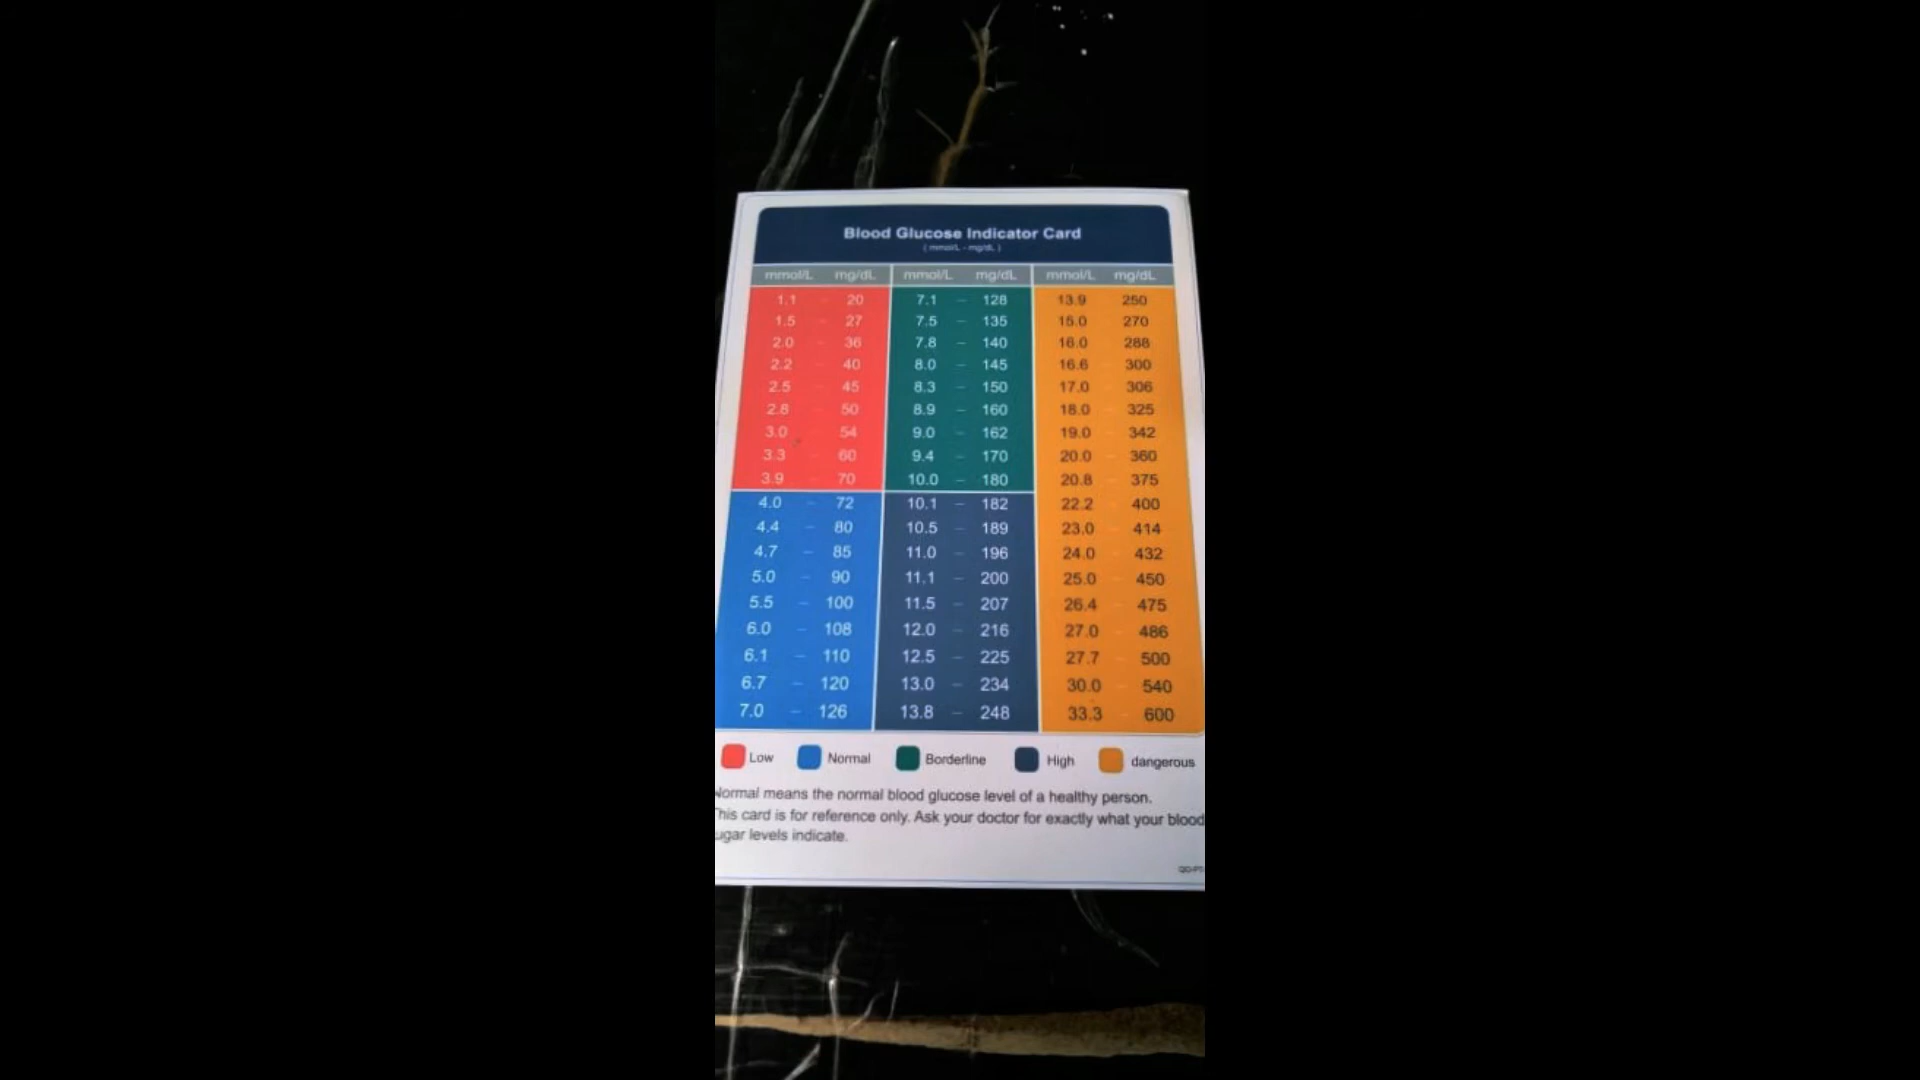 Blood Glucose Indicator Card
( mmol/L - mg/dL )
mmol/L mg/dL mmol/L mg/dL mmol/L mg/dL
1.1 - 20 7.1 - 128 13.9 250
1.5 - 27 7.5 - 135 15.0 270
2.0 - 36 7.8 - 140 16.0 288
2.2 - 40 8.0 - 145 16.6 300
2.5 - 45 8.3 - 150 17.0 - 306
2.8 - 50 8.9 - 160 18.0 - 325
3.0 - 54 9.0 - 162 19.0 - 342
3.3 - 60 9.4 - 170 20.0 - 360
3.9 - 70 10.0 - 180 20.8 - 375
4.0 - 72 10.1 - 182 22.2 - 400
4.4 - 80 10.5 - 189 23.0 - 414
4.7 - 85 11.0 - 196 24.0 - 432
5.0 - 90 11.1 - 200 25.0 - 450
5.5 - 100 11.5 - 207 26.4 - 475
6.0 - 108 12.0 - 216 27.0 - 486
6.1 - 110 12.5 - 225 27.7 - 500
6.7 - 120 13.0 - 234 30.0 - 540
7.0 - 126 13.8 - 248 33.3 - 600
Low Normal Borderline High dangerous
Normal means the normal blood glucose level of a healthy person.
This card is for reference only. Ask your doctor for exactly what your blood
ugar levels indicate.